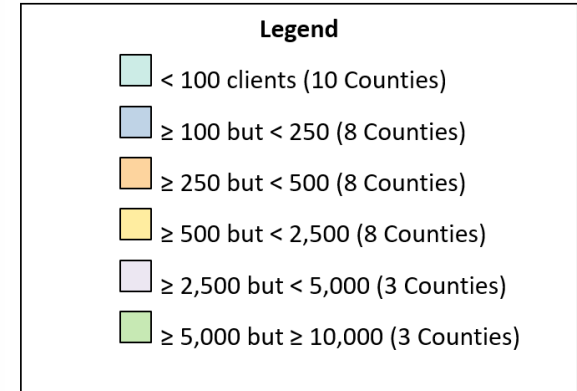 Legend
< 100 clients (10 Counties)
≥ 100 but < 250 (8 Counties)
≥ 250 but < 500 (8 Counties)
≥ 500 but < 2,500 (8 Counties)
≥ 2,500 but < 5,000 (3 Counties)
≥ 5,000 but ≥ 10,000 (3 Counties)